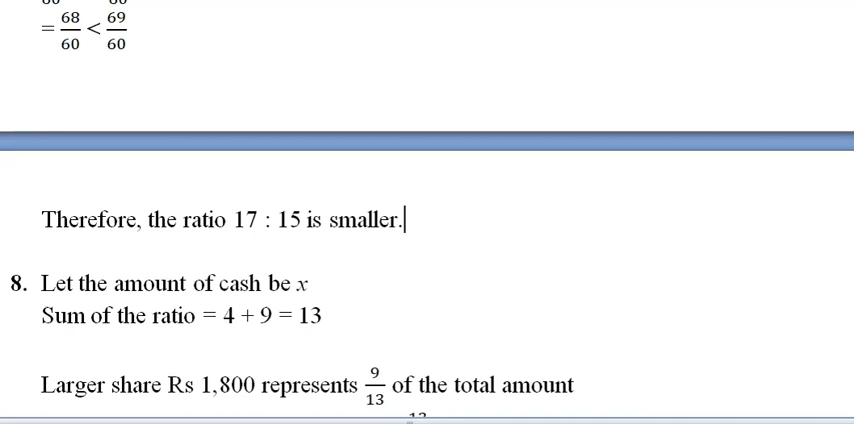 = 68/60 < 69/60
Therefore, the ratio 17 : 15 is smaller.
8. Let the amount of cash be x
Sum of the ratio = 4 + 9 = 13
Larger share Rs 1,800 represents 9/13 of the total amount